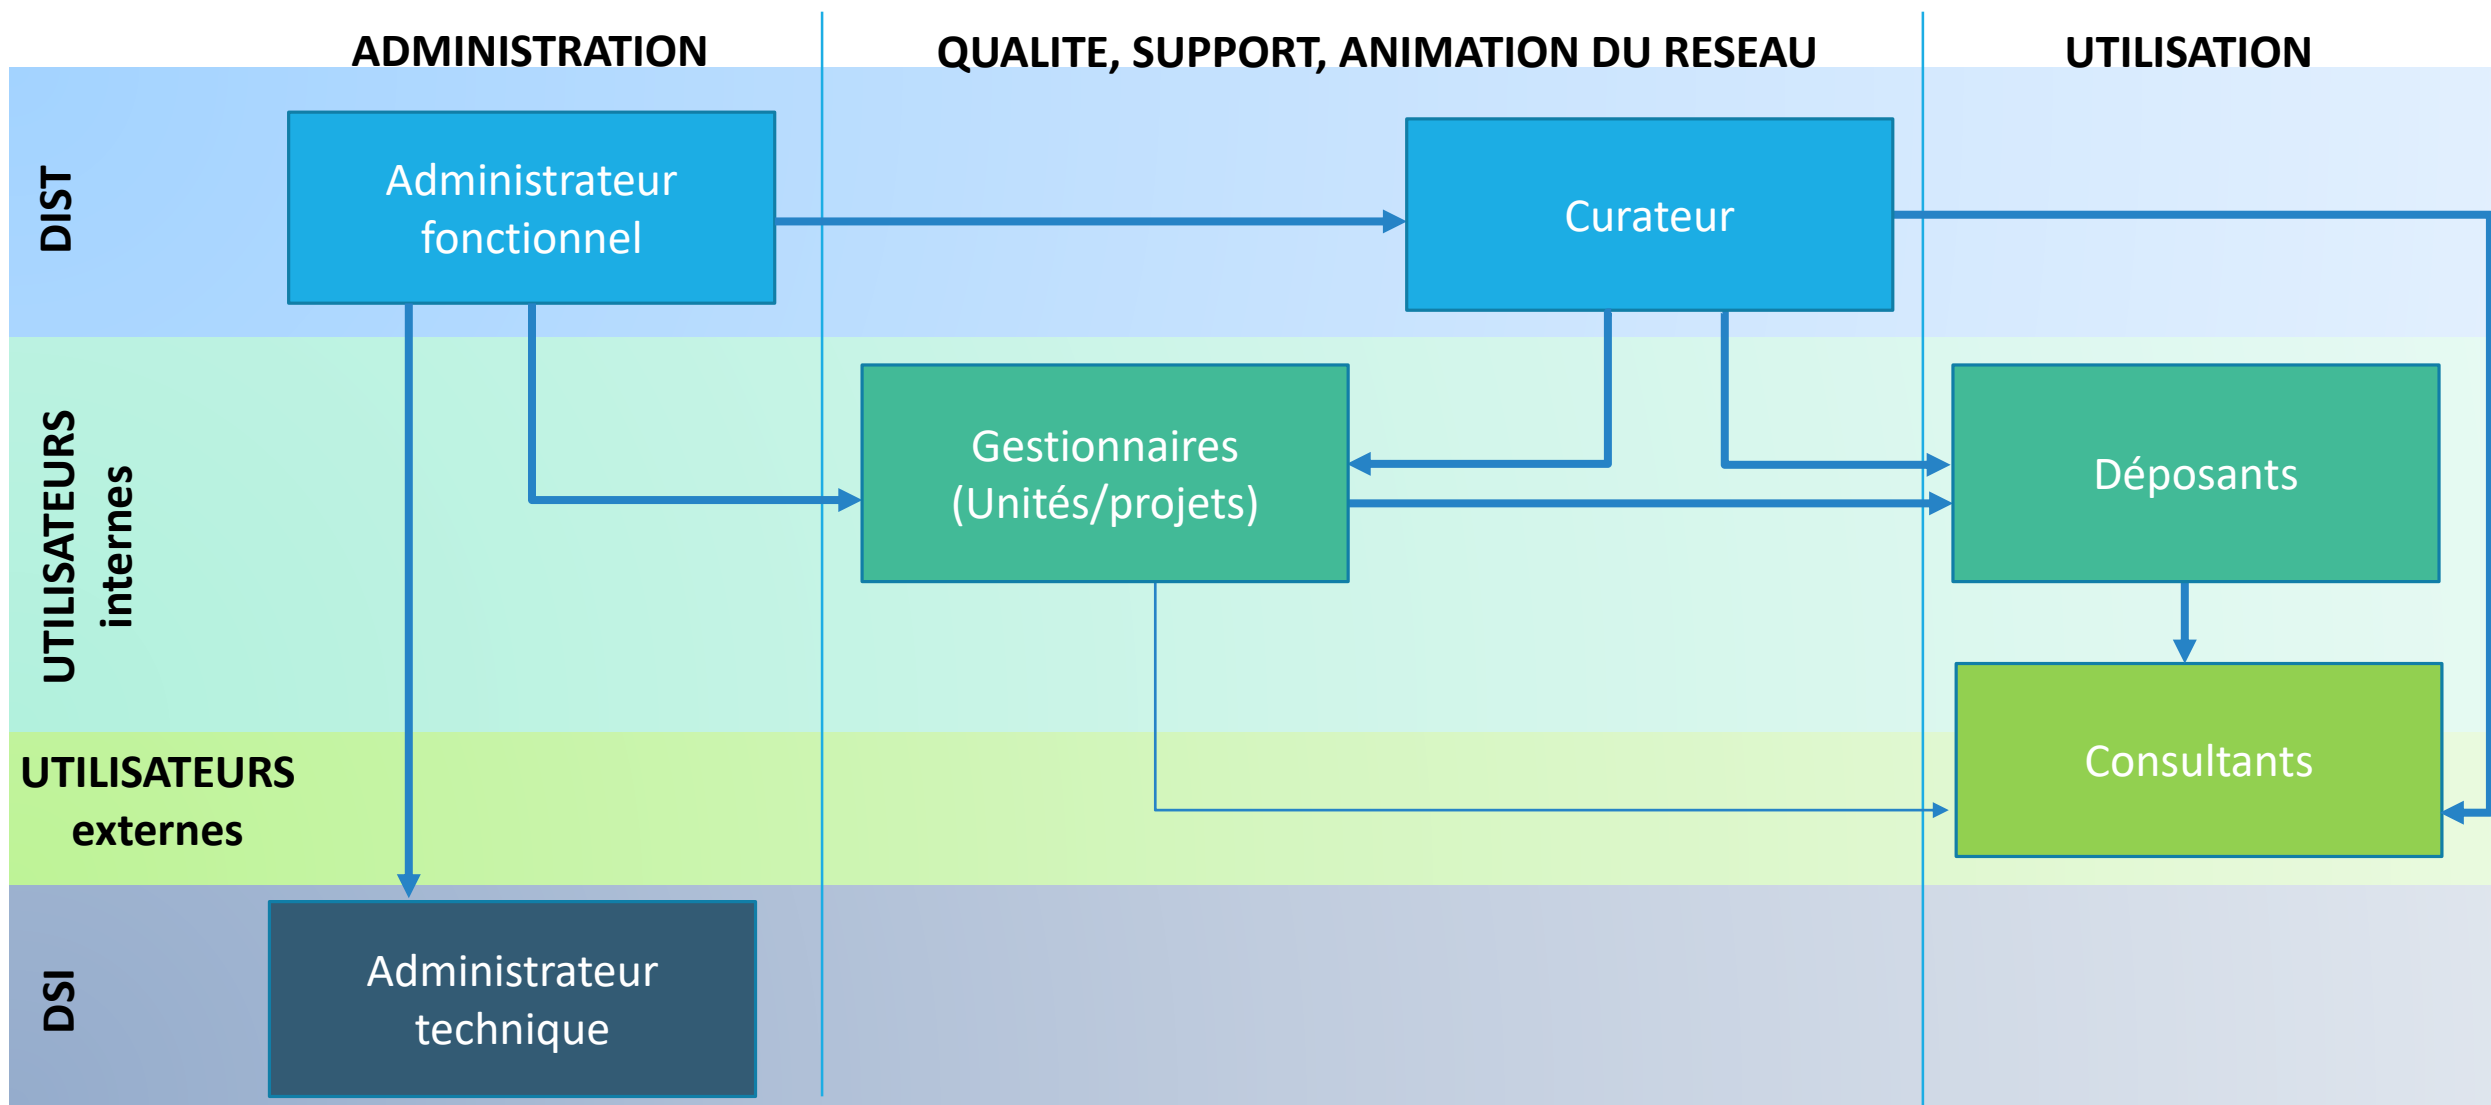 ADMINISTRATION
QUALITE, SUPPORT, ANIMATION DU RESEAU
UTILISATION
DIST
Administrateur
fonctionnel
Curateur
UTILISATEURS
internes
Gestionnaires
(Unités/projets)
Déposants
UTILISATEURS
externes
Consultants
DSI
Administrateur
technique